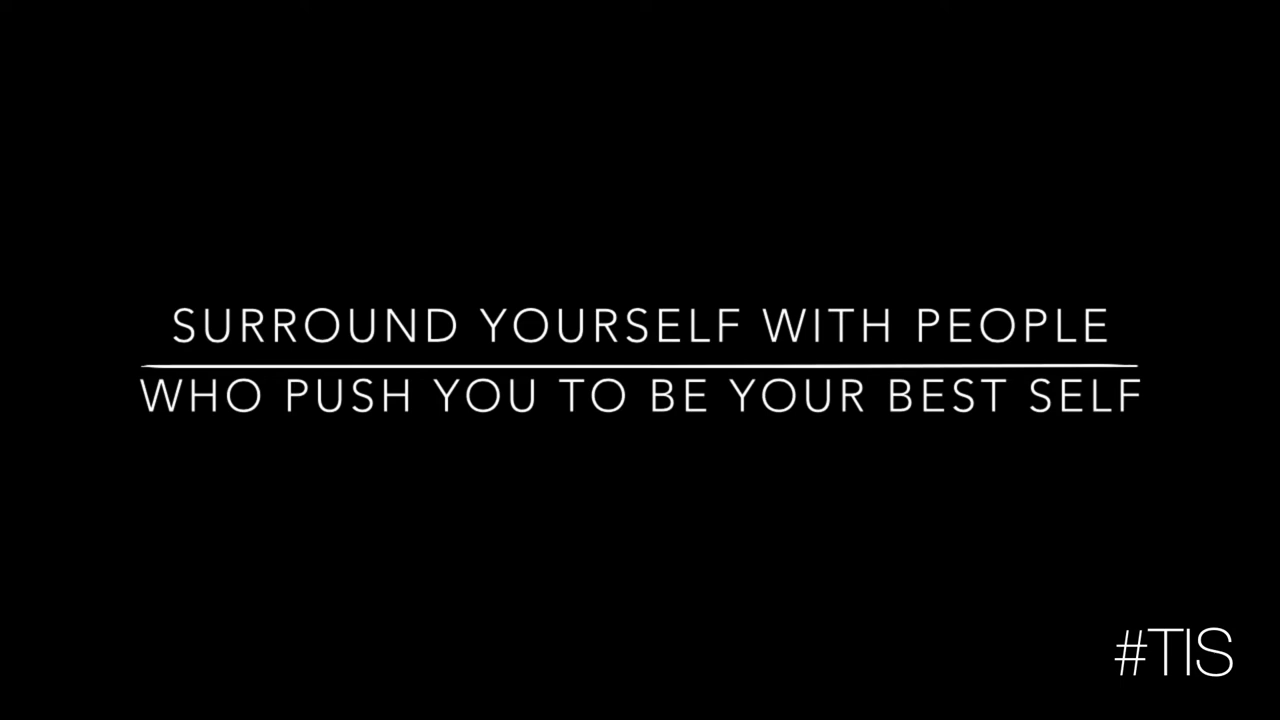 SURROUND YOURSELF WITH PEOPLE
WHO PUSH YOU TO BE YOUR BEST SELF
#TIS